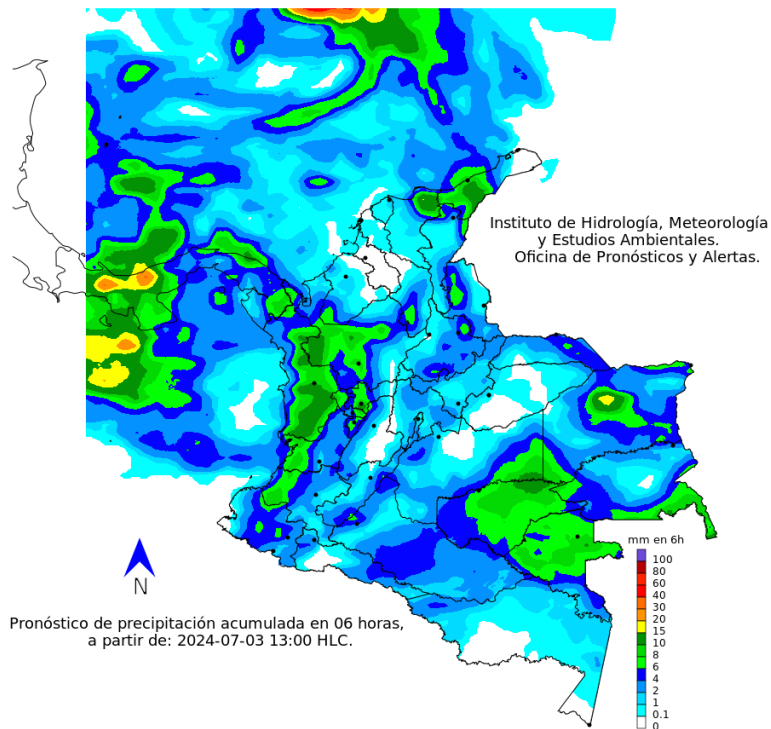 Instituto de Hidrología, Meteorología
y Estudios Ambientales.
Oficina de Pronósticos y Alertas.
mm en 6h
100
80
60
40
30
20
15
10
8
6
4
2
1
0.1
0
N
Pronóstico de precipitación acumulada en 06 horas,
a partir de: 2024-07-03 13:00 HLC.